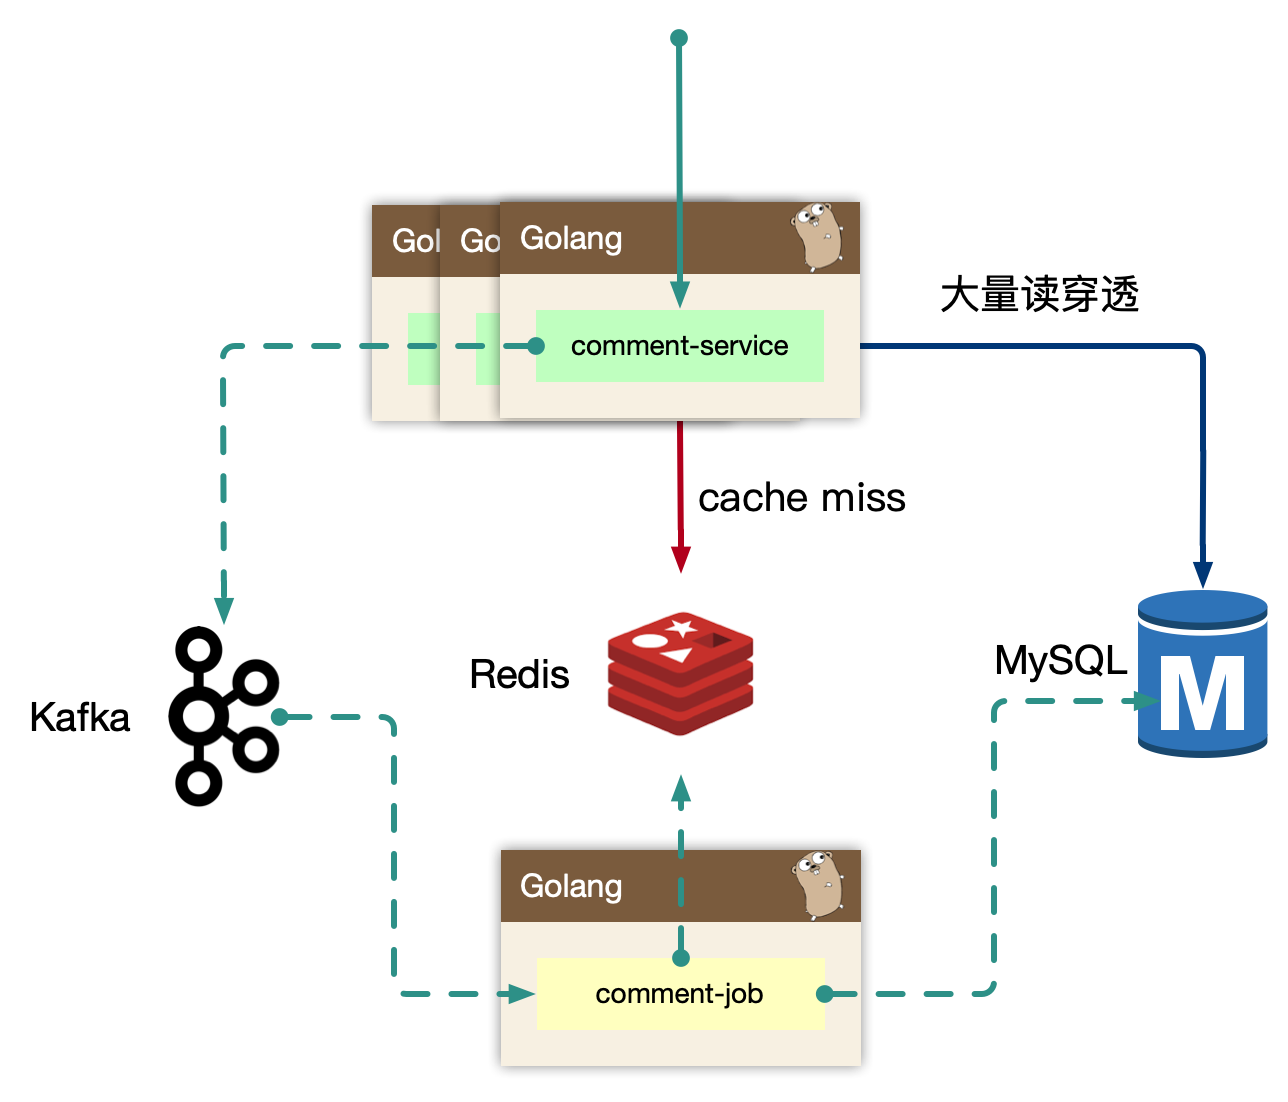 Gol
Go
Golang
大量读穿透
comment-service
cache miss
MySQL
Redis
Kafka
M
Golang
comment-job